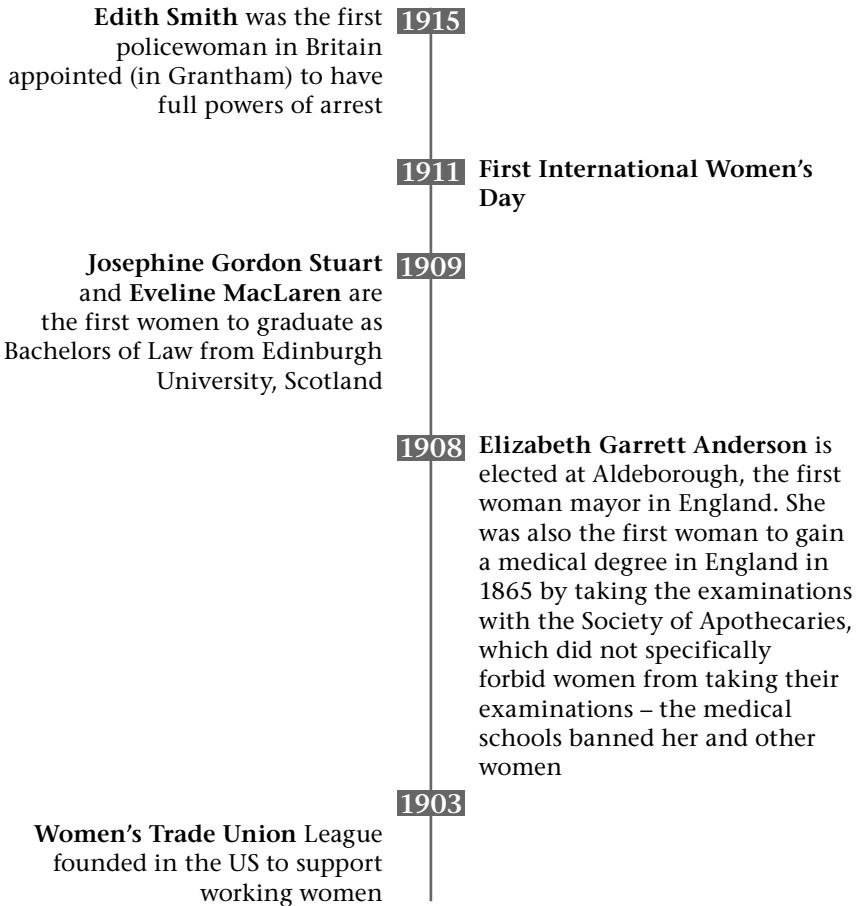 Edith Smith was the first
policewoman in Britain
appointed (in Grantham) to have
full powers of arrest
1915
1911
First International Women's
Day
Josephine Gordon Stuart
and Eveline MacLaren are
the first women to graduate as
Bachelors of Law from Edinburgh
University, Scotland
1909
1908
Elizabeth Garrett Anderson is
elected at Aldeborough, the first
woman mayor in England. She
was also the first woman to gain
a medical degree in England in
1865 by taking the examinations
with the Society of Apothecaries,
which did not specifically
forbid women from taking their
examinations – the medical
schools banned her and other
women
1903
Women's Trade Union League
founded in the US to support
working women